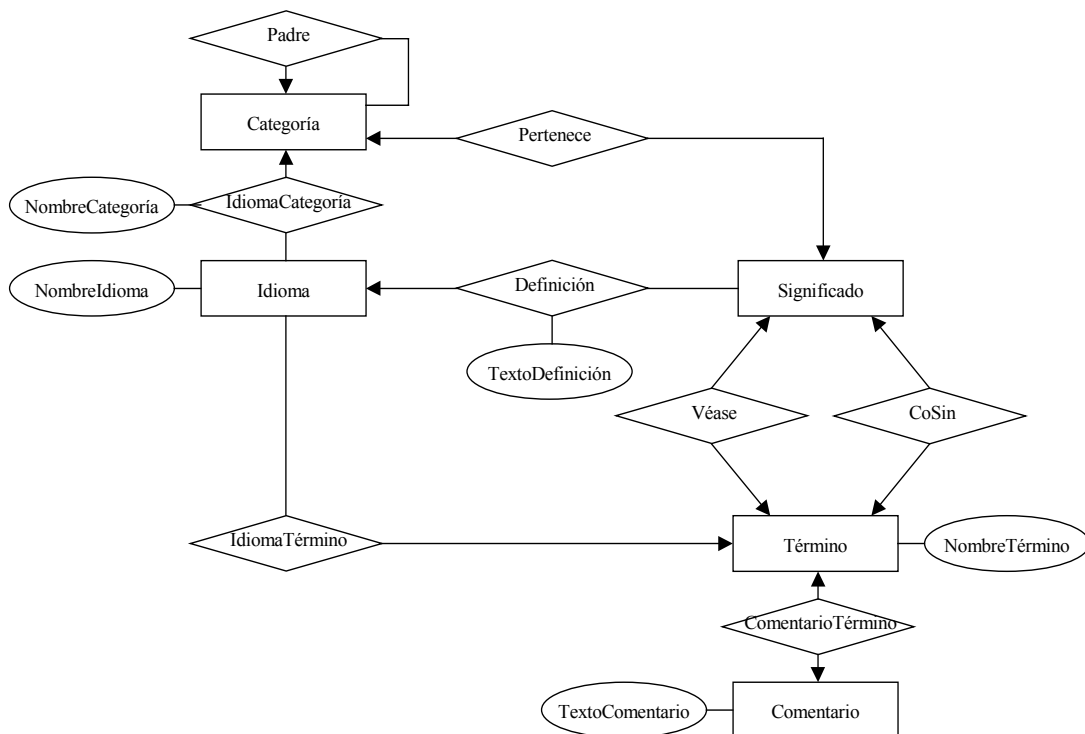 Padre
Categoría
Pertenece
NombreCategoría
IdiomaCategoría
NombreIdioma
Idioma
Definición
Significado
TextoDefinición
Véase
CoSin
IdiomaTérmino
Término
NombreTérmino
ComentarioTérmino
TextoComentario
Comentario